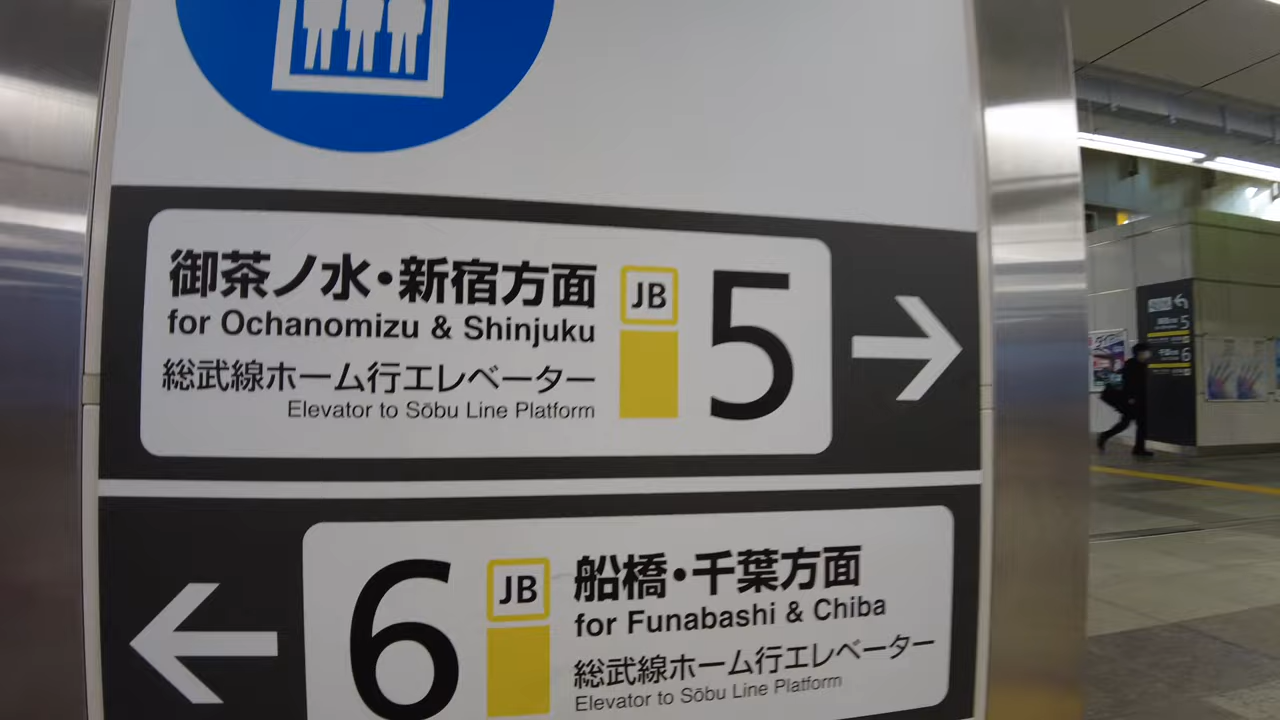 御茶ノ水・新宿方面
for Ochanomizu & Shinjuku
総武線ホーム行エレベーター
Elevator to Sōbu Line Platform
JB
5
6
JB
船橋・千葉方面
for Funabashi & Chiba
総武線ホーム行エレベーター
Elevator to Sōbu Line Platform
5
6